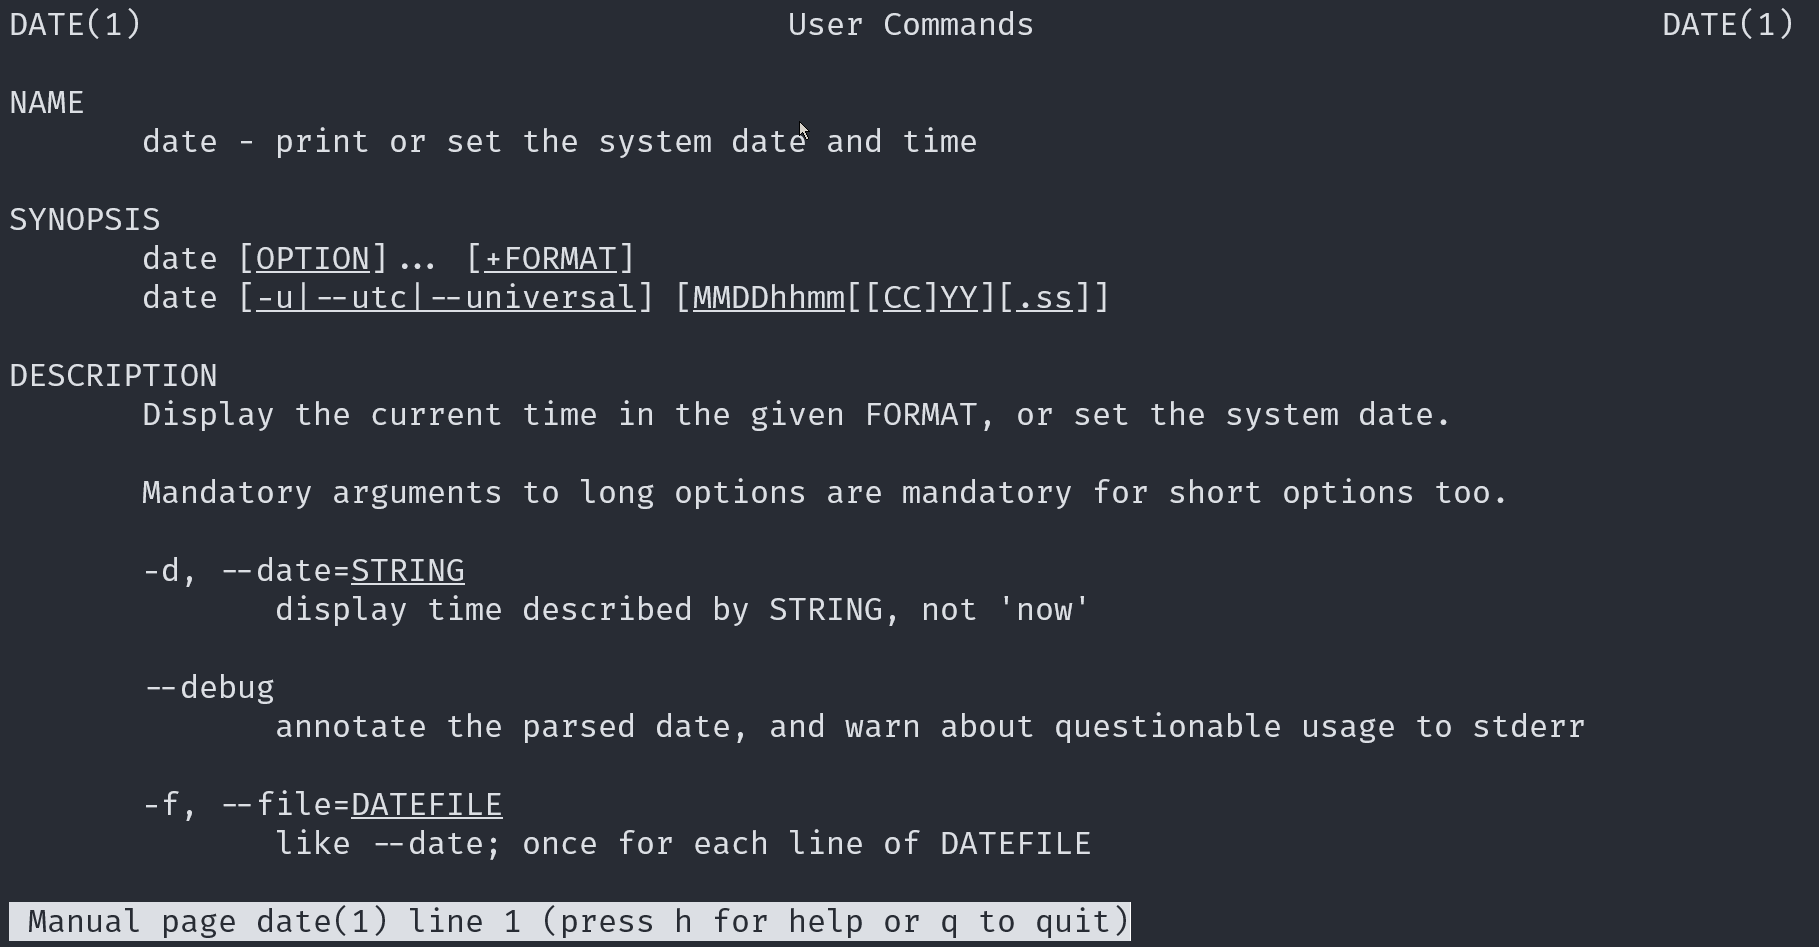 DATE(1) User Commands DATE(1)
NAME
date - print or set the system date and time
SYNOPSIS
date [OPTION]... [+FORMAT]
date [-u|--utc|--universal] [MMDDhhmm[[CC]YY][.ss]]
DESCRIPTION
Display the current time in the given FORMAT, or set the system date.
Mandatory arguments to long options are mandatory for short options too.
-d, --date=STRING
display time described by STRING, not 'now'
--debug
annotate the parsed date, and warn about questionable usage to stderr
-f, --file=DATEFILE
like --date; once for each line of DATEFILE
Manual page date(1) line 1 (press h for help or q to quit)